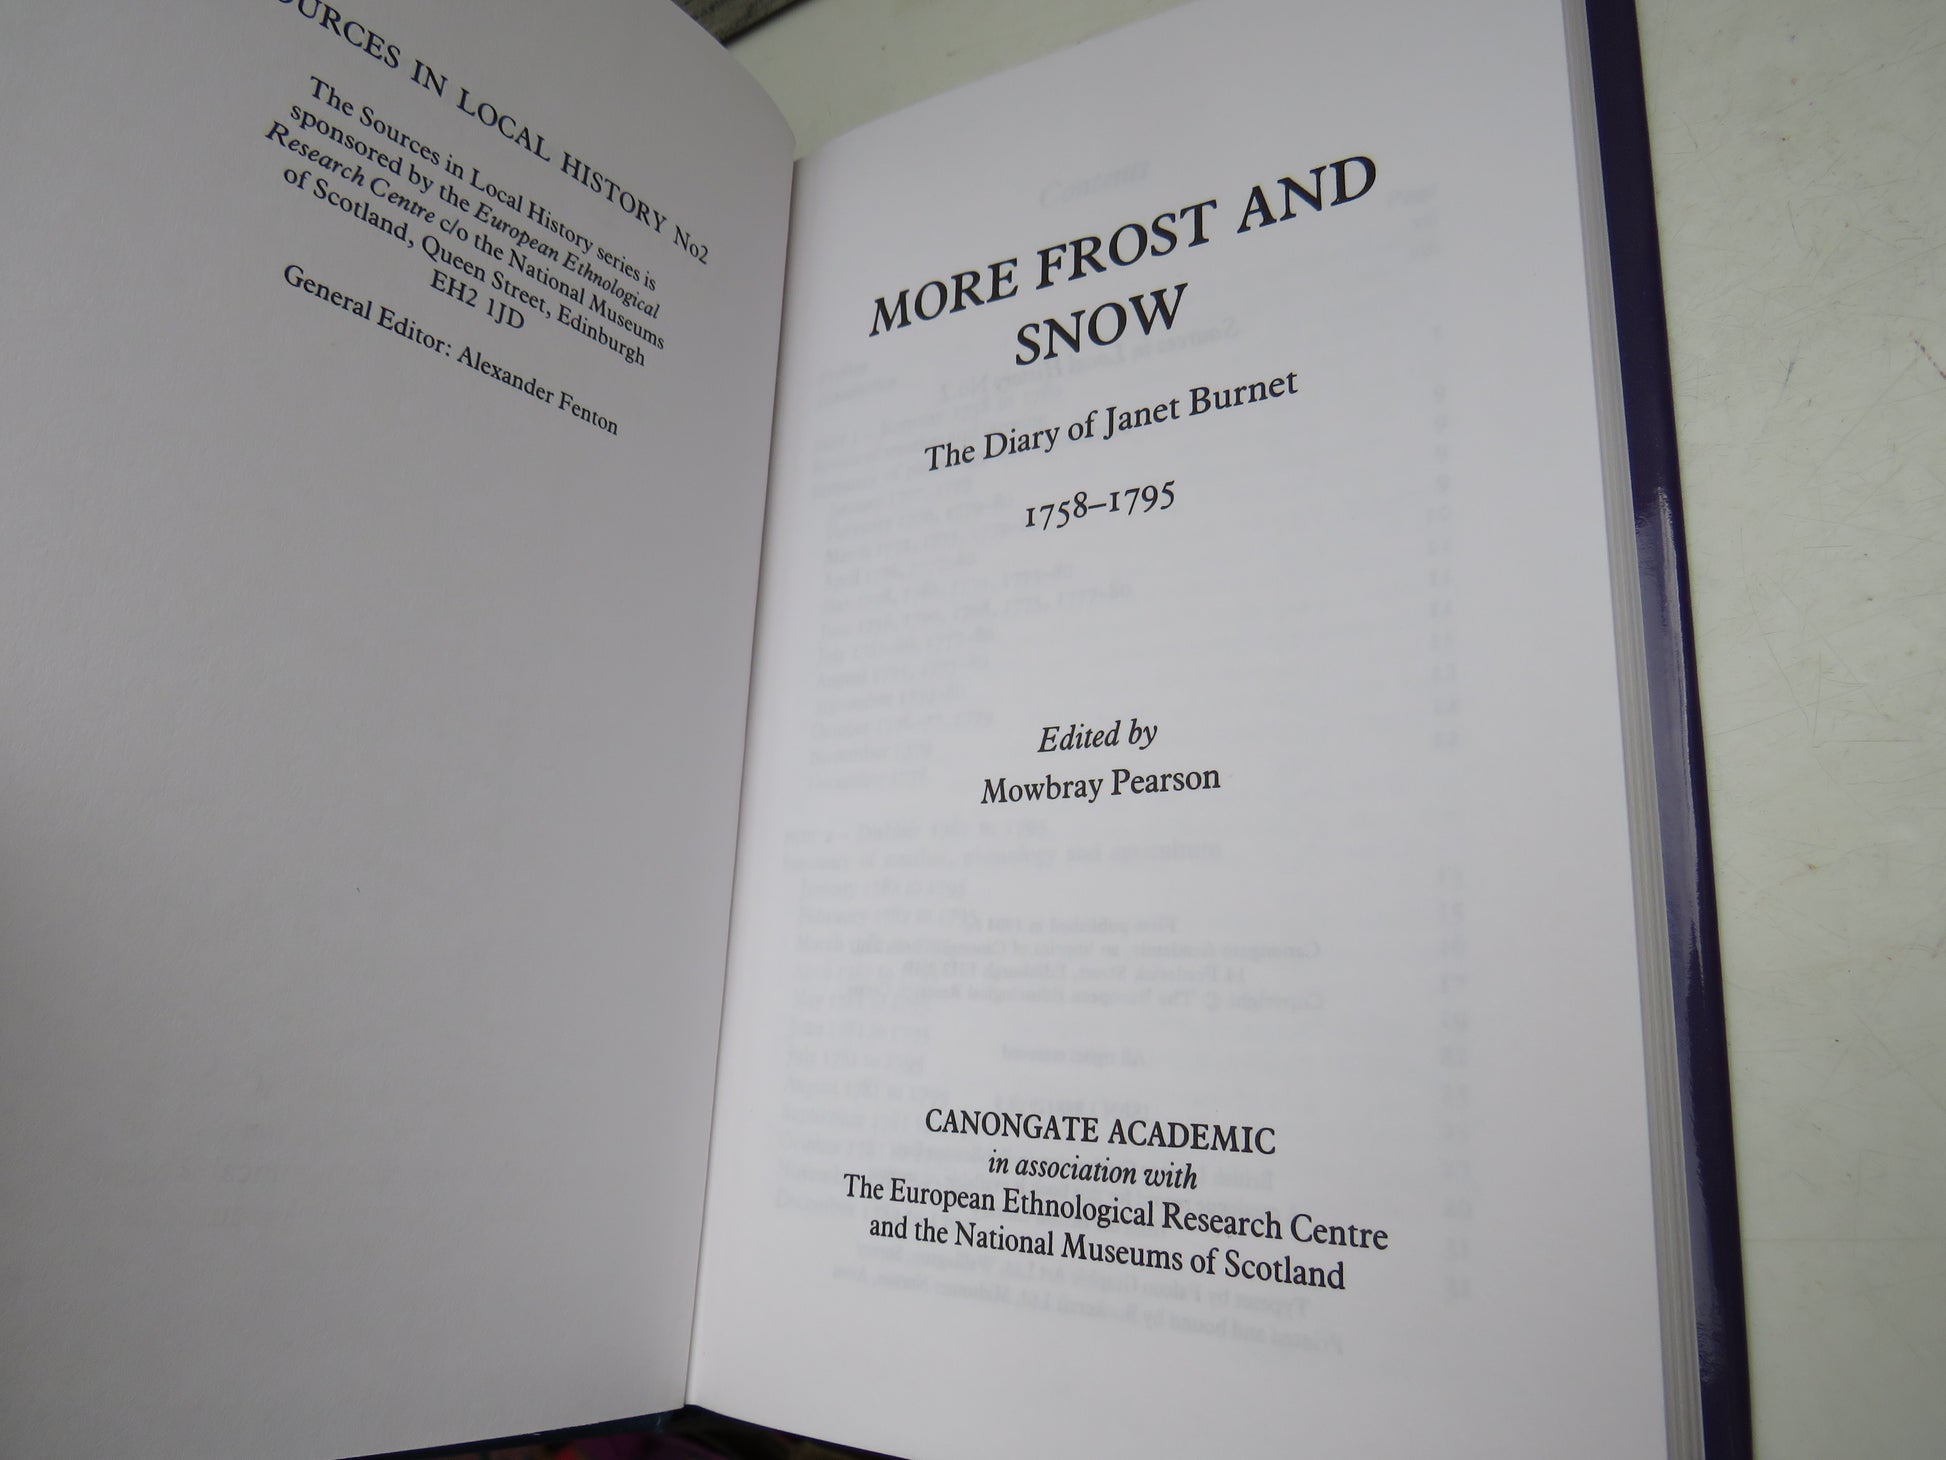 SOURCES IN LOCAL HISTORY No2
The Sources in Local History series is
sponsored by the European Ethnological
Research Centre c/o the National Museums
of Scotland, Queen Street, Edinburgh
EH2 1JD
General Editor: Alexander Fenton
MORE FROST AND
SNOW
The Diary of Janet Burnet
1758–1795
Edited by
Mowbray Pearson
CANONGATE ACADEMIC
in association with
The European Ethnological Research Centre
and the National Museums of Scotland